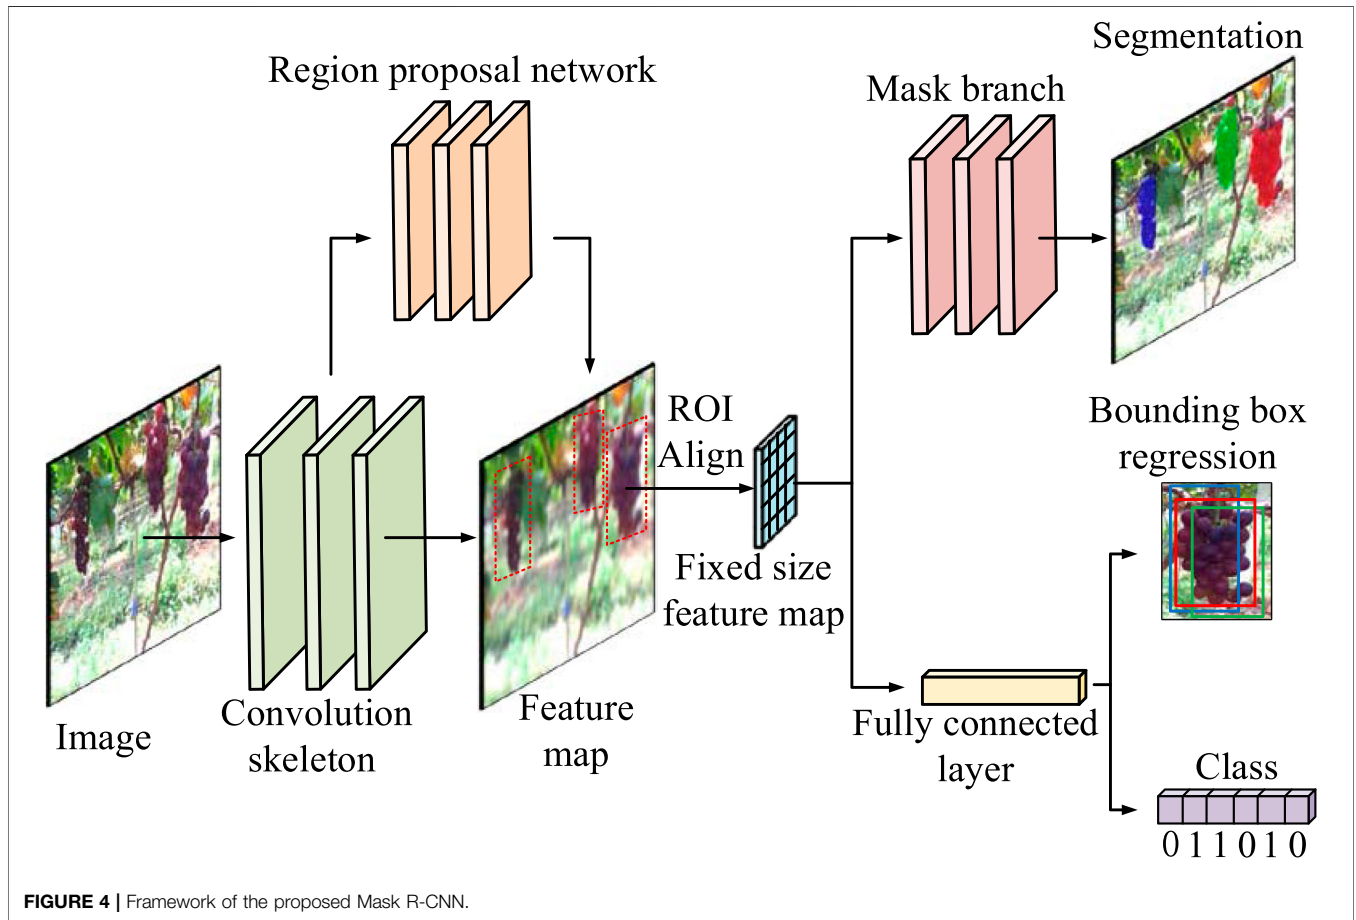 Region proposal network
Mask branch
Segmentation
ROI
Align
Fixed size
feature map
Bounding box
regression
Image
Convolution
skeleton
Feature
map
Fully connected
layer
Class
0 1 1 0 1 0
FIGURE 4 | Framework of the proposed Mask R-CNN.